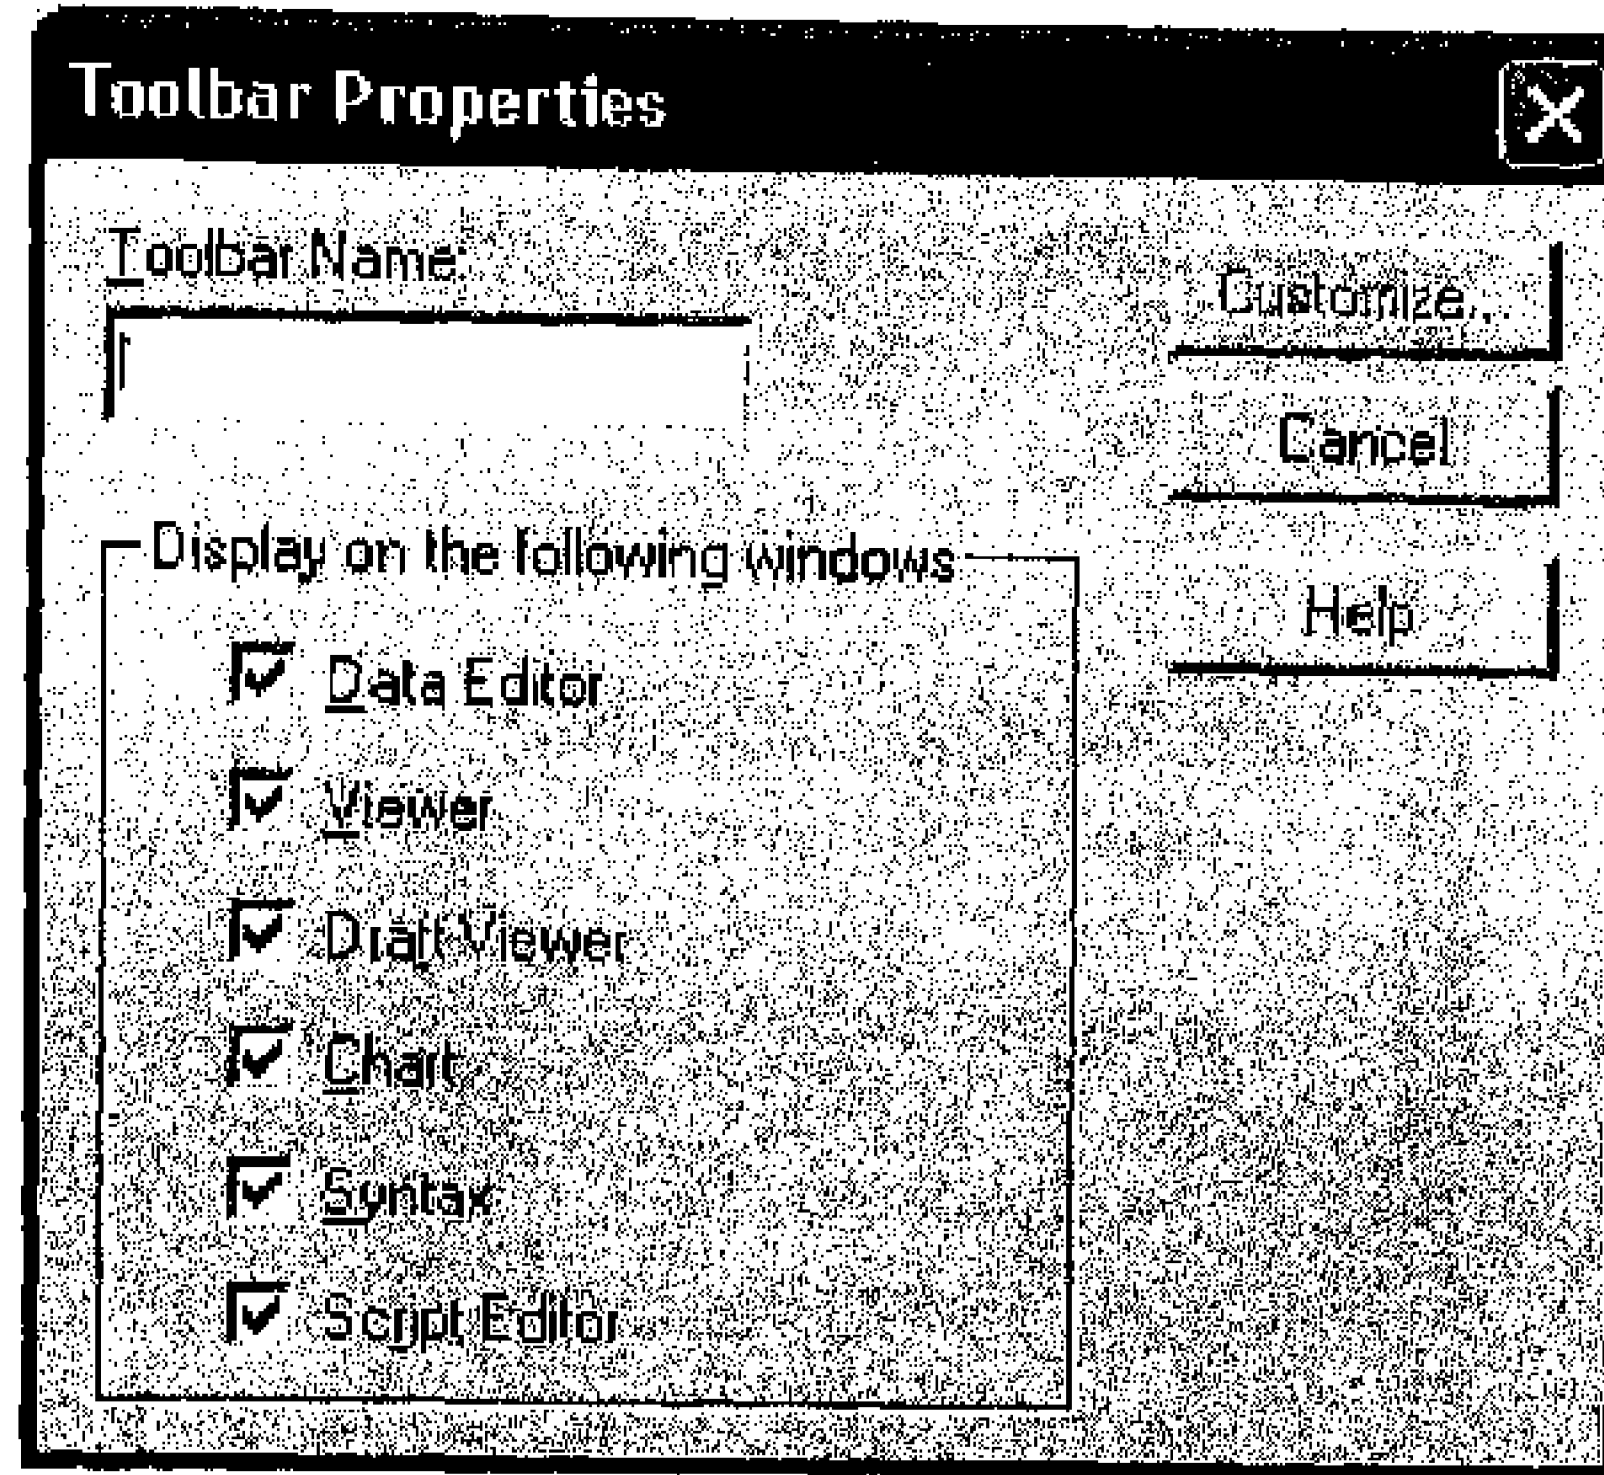 Toolbar Properties
Toolbar Name:
Customize...
Cancel
Help
Display on the following windows
Data Editor
Viewer
Draft Viewer
Chart
Syntax
Script Editor